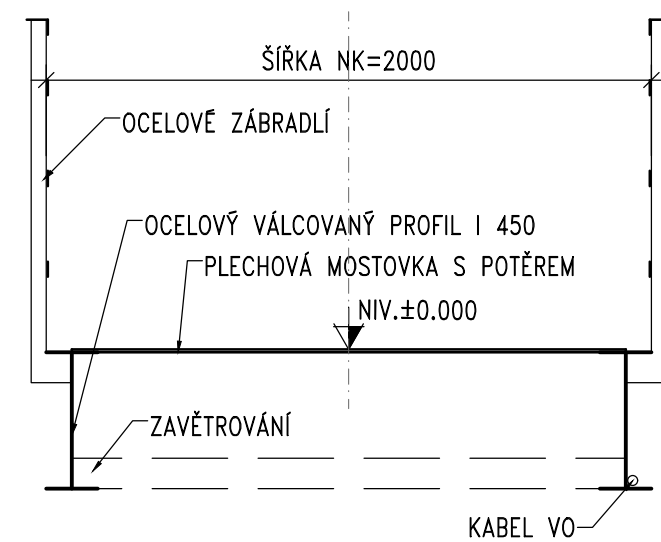 ŠÍŘKA NK=2000
OCELOVÉ ZÁBRADLÍ
OCELOVÝ VÁLCOVANÝ PROFIL I 450
PLECHOVÁ MOSTOVKA S POTĚREM
NIV.±0.000
ZAVĚTROVÁNÍ
KABEL VO